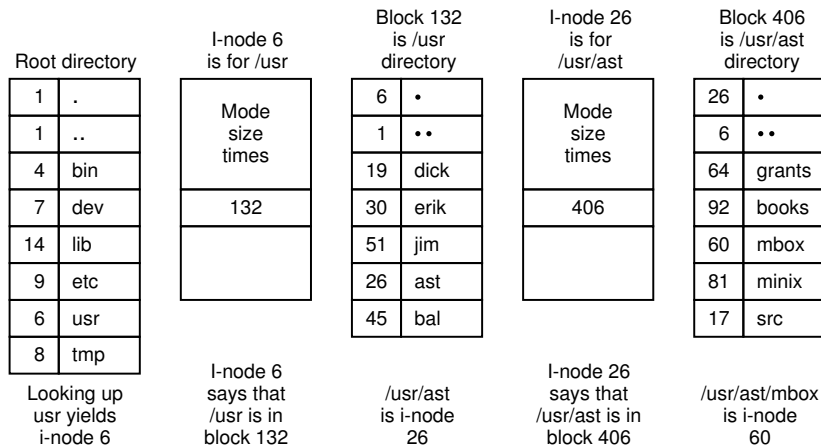 Root directory
1 .
1 ..
4 bin
7 dev
14 lib
9 etc
6 usr
8 tmp
Looking up
usr yields
i-node 6
I-node 6
is for /usr
Mode
size
times
132
I-node 6
says that
/usr is in
block 132
Block 132
is /usr
directory
6 •
1 ••
19 dick
30 erik
51 jim
26 ast
45 bal
/usr/ast
is i-node
26
I-node 26
is for
/usr/ast
Mode
size
times
406
I-node 26
says that
/usr/ast is in
block 406
Block 406
is /usr/ast
directory
26 •
6 ••
64 grants
92 books
60 mbox
81 minix
17 src
/usr/ast/mbox
is i-node
60